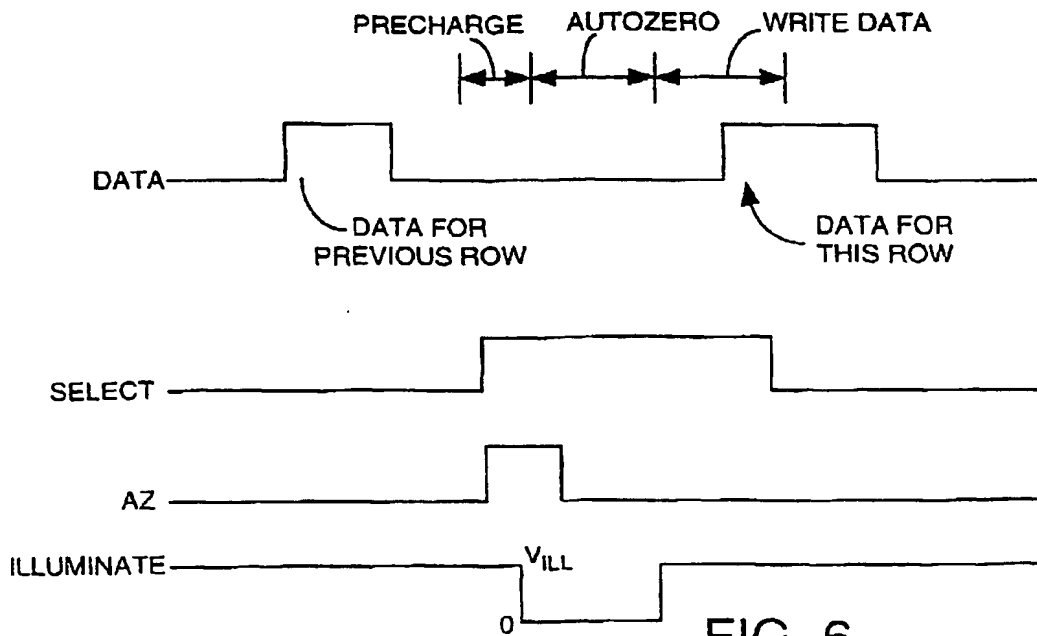 PRECHARGE
AUTOZERO
WRITE DATA
DATA
DATA FOR
PREVIOUS ROW
DATA FOR
THIS ROW
SELECT
AZ
ILLUMINATE
VILL
0
FIG. 6